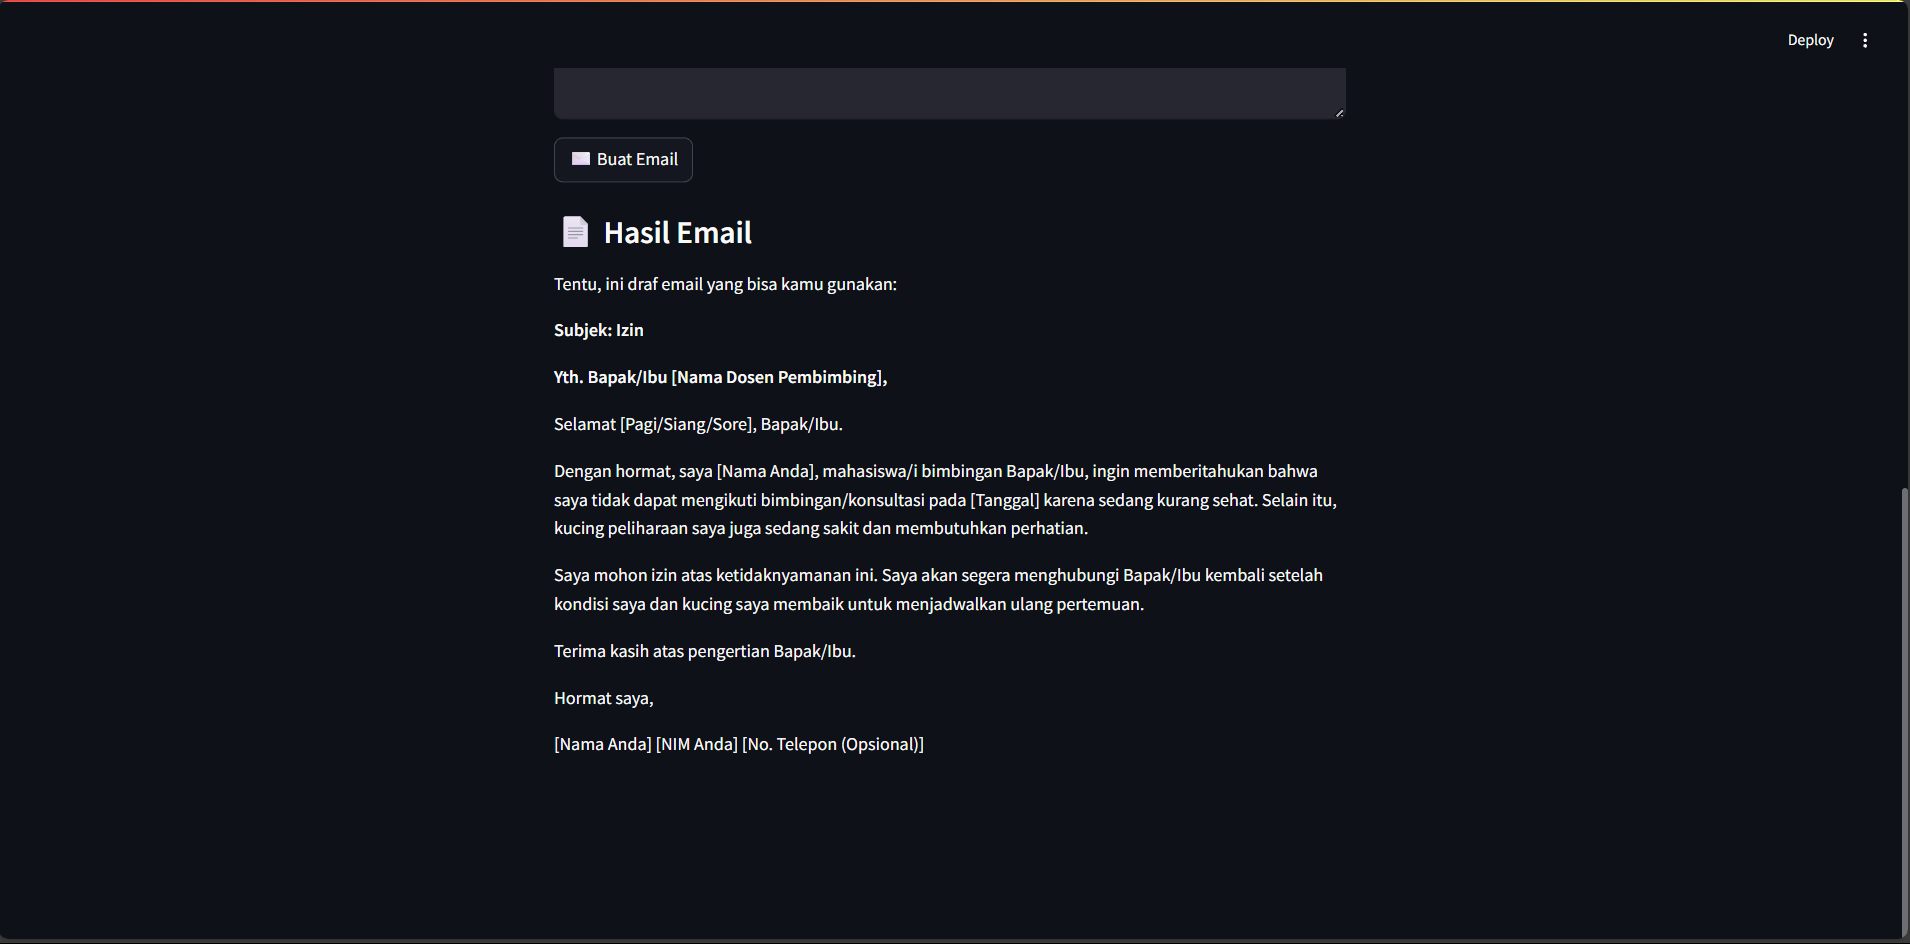 Deploy
Buat Email
Hasil Email
Tentu, ini draf email yang bisa kamu gunakan:
Subjek: Izin
Yth. Bapak/Ibu [Nama Dosen Pembimbing],
Selamat [Pagi/Siang/Sore], Bapak/Ibu.
Dengan hormat, saya [Nama Anda], mahasiswa/i bimbingan Bapak/Ibu, ingin memberitahukan bahwa
saya tidak dapat mengikuti bimbingan/konsultasi pada [Tanggal] karena sedang kurang sehat. Selain itu,
kucing peliharaan saya juga sedang sakit dan membutuhkan perhatian.
Saya mohon izin atas ketidaknyamanan ini. Saya akan segera menghubungi Bapak/Ibu kembali setelah
kondisi saya dan kucing saya membaik untuk menjadwalkan ulang pertemuan.
Terima kasih atas pengertian Bapak/Ibu.
Hormat saya,
[Nama Anda] [NIM Anda] [No. Telepon (Opsional)]